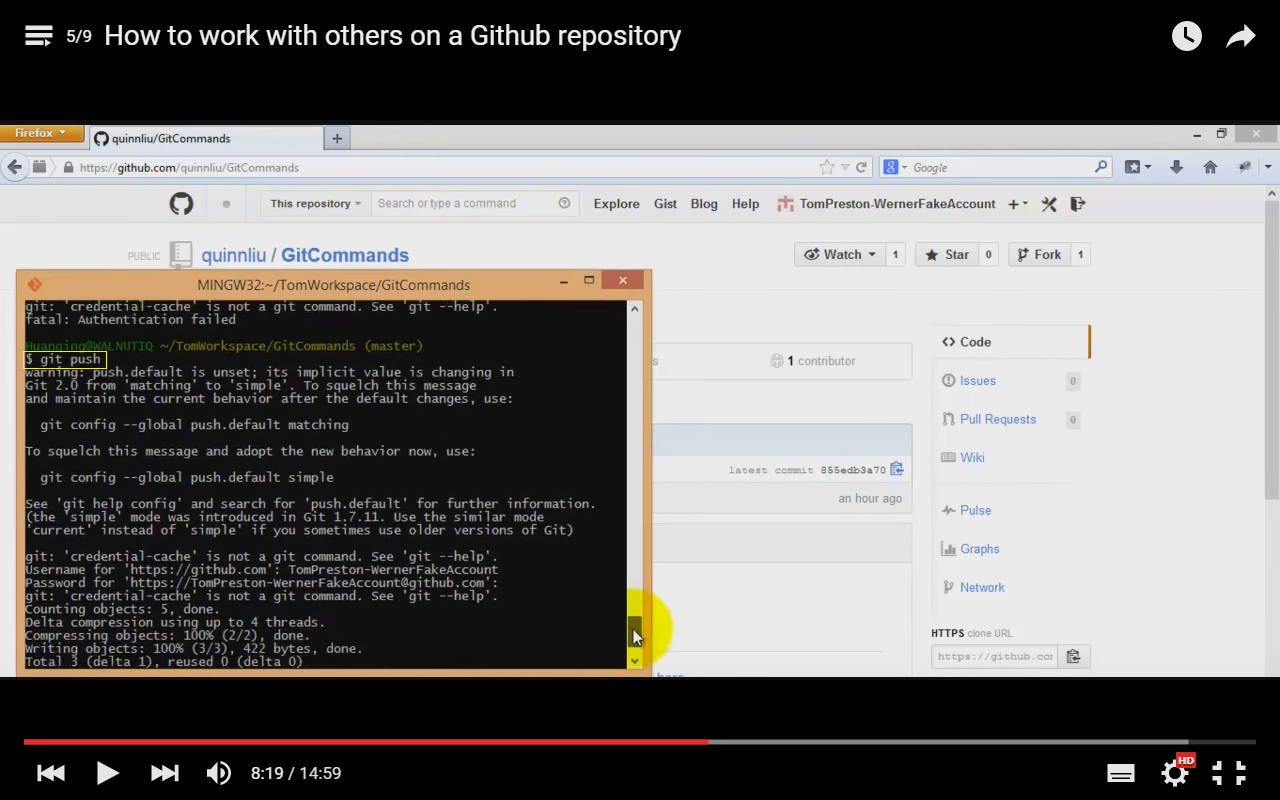 5/9 How to work with others on a Github repository
Firefox
quinnliu/GitCommands
https://github.com/quinnliu/GitCommands
Google
This repository
Search or type a command
Explore Gist Blog Help TomPreston-WernerFakeAccount
PUBLIC quinnliu / GitCommands
Watch 1 Star 0 Fork 1
MINGW32:~/TomWorkspace/GitCommands
git: 'credential-cache' is not a git command. See 'git --help'.
fatal: Authentication failed
Huanqing@WALNUTIQ ~/TomWorkspace/GitCommands (master)
$ git push
warning: push.default is unset; its implicit value is changing in
Git 2.0 from 'matching' to 'simple'. To squelch this message
and maintain the current behavior after the default changes, use:
git config --global push.default matching
To squelch this message and adopt the new behavior now, use:
git config --global push.default simple
See 'git help config' and search for 'push.default' for further information.
(the 'simple' mode was introduced in Git 1.7.11. Use the similar mode
'current' instead of 'simple' if you sometimes use older versions of Git)
git: 'credential-cache' is not a git command. See 'git --help'.
Username for 'https://github.com': TomPreston-WernerFakeAccount
Password for 'https://TomPreston-WernerFakeAccount@github.com':
git: 'credential-cache' is not a git command. See 'git --help'.
Counting objects: 5, done.
Delta compression using up to 4 threads.
Compressing objects: 100% (2/2), done.
Writing objects: 100% (3/3), 422 bytes, done.
Total 3 (delta 1), reused 0 (delta 0)
s
1 contributor
latest commit 855edb3a70
an hour ago
Code
Issues 0
Pull Requests 0
Wiki
Pulse
Graphs
Network
HTTPS clone URL
https://github.com
8:19 / 14:59
HD